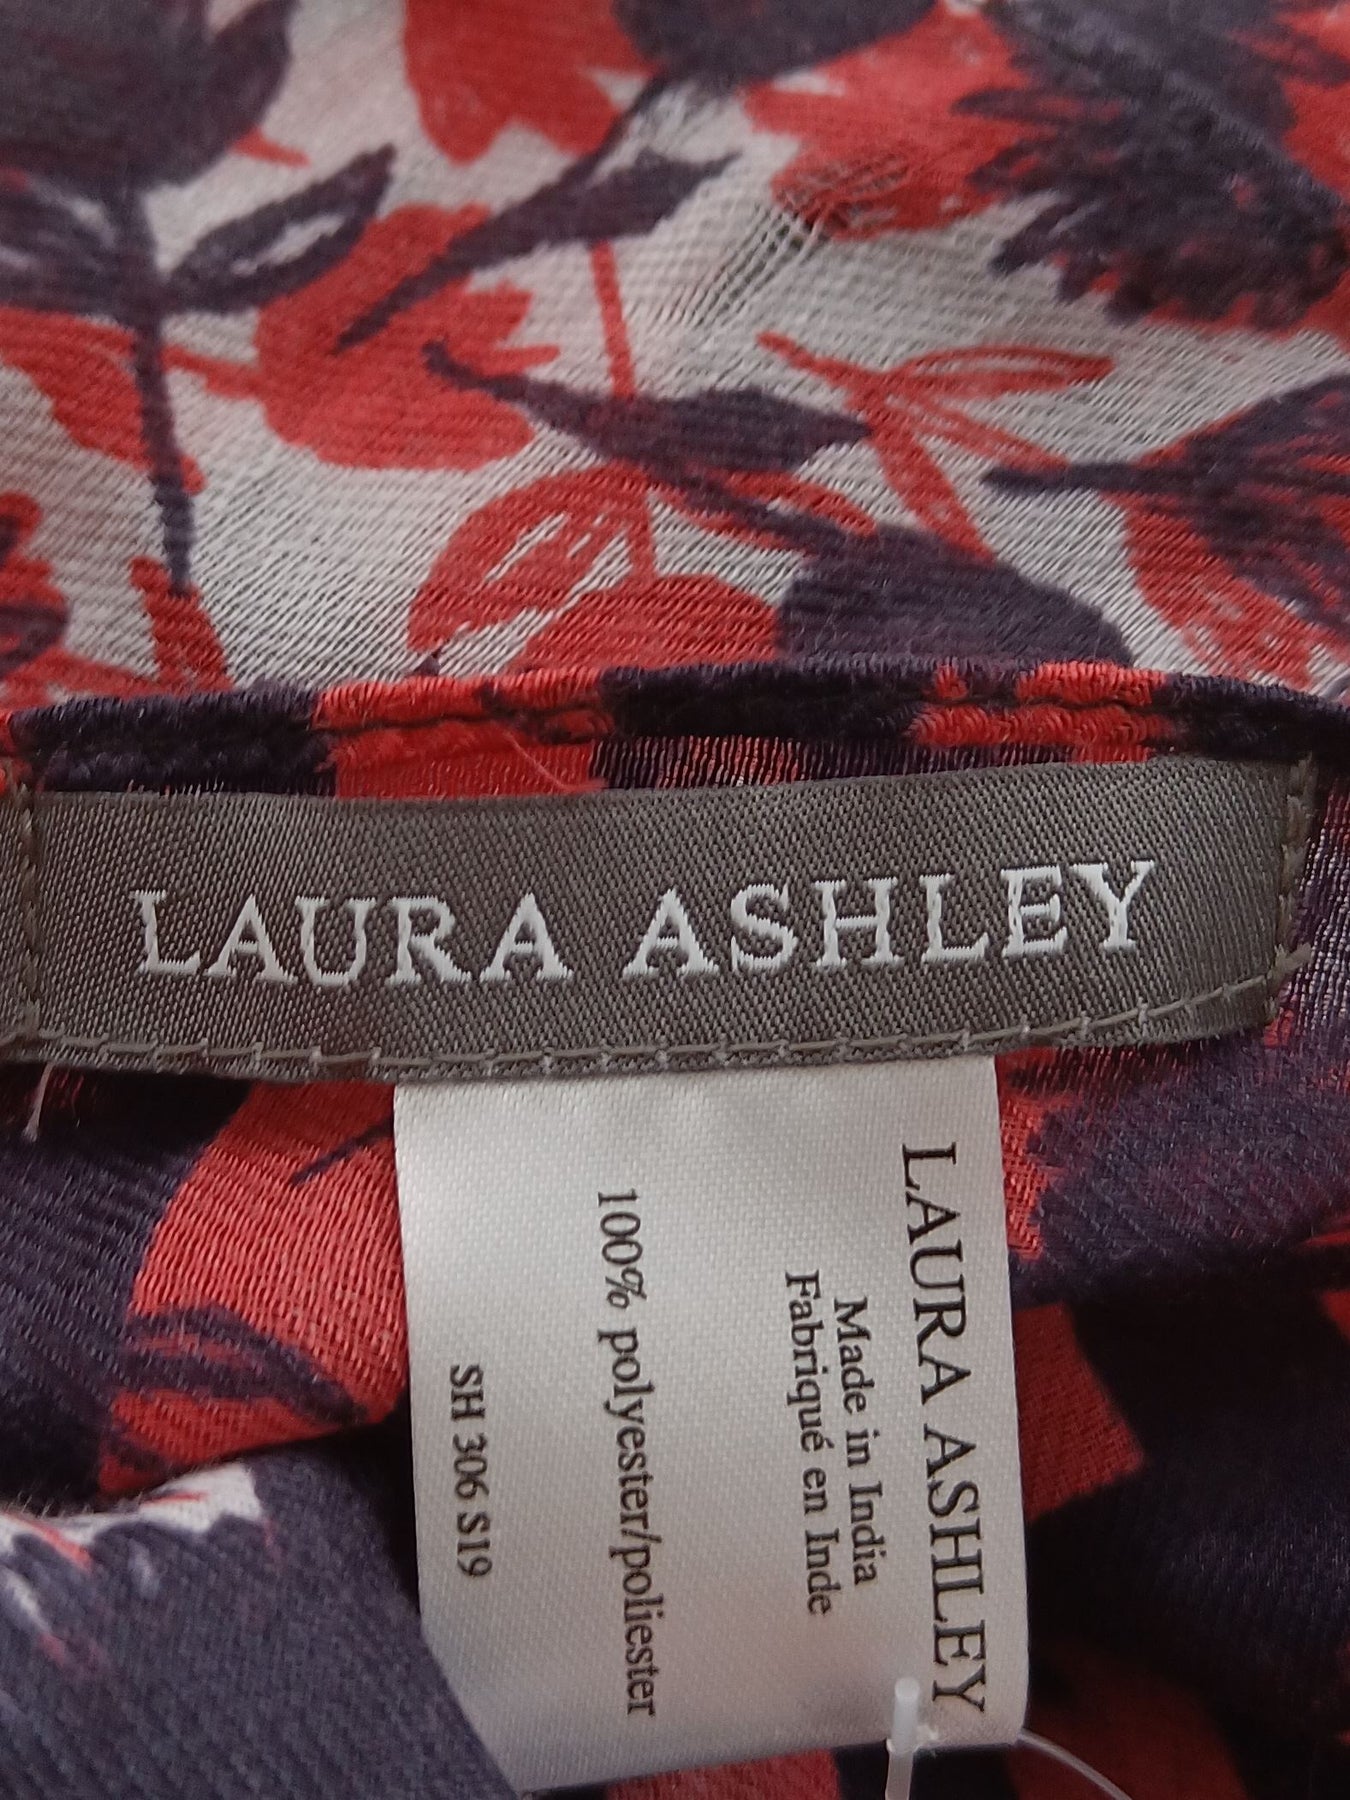 LAURA ASHLEY
LAURA ASHLEY
Made in India
Fabriqué en Inde
100% polyester/poliester
SH 306 S19